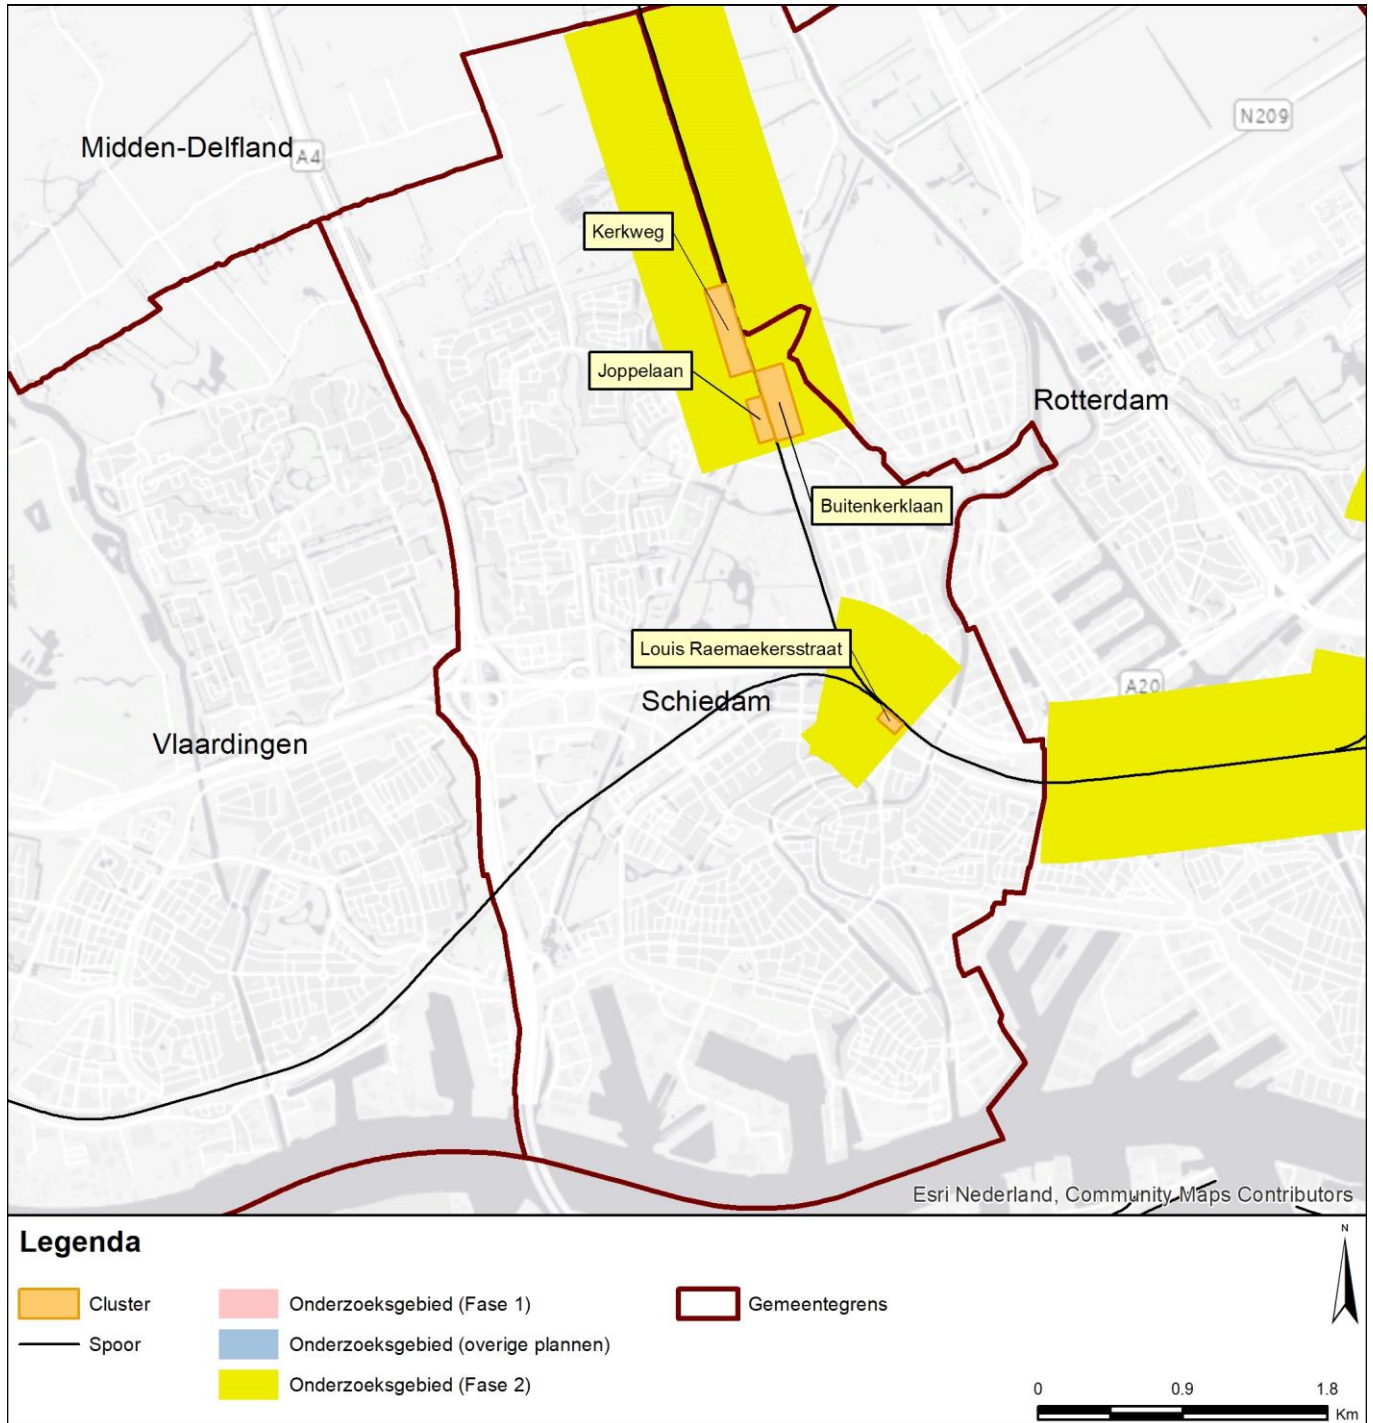 N209
Midden-Delfland
A4
Kerkweg
Joppelaan
Rotterdam
Buitenkerklaan
Louis Raemaekersstraat
A20
Schiedam
Vlaardingen
Esri Nederland, Community Maps Contributors
Legenda
N
Cluster
Onderzoeksgebied (Fase 1)
Gemeentegrens
Spoor
Onderzoeksgebied (overige plannen)
Onderzoeksgebied (Fase 2)
0 0.9 1.8
Km